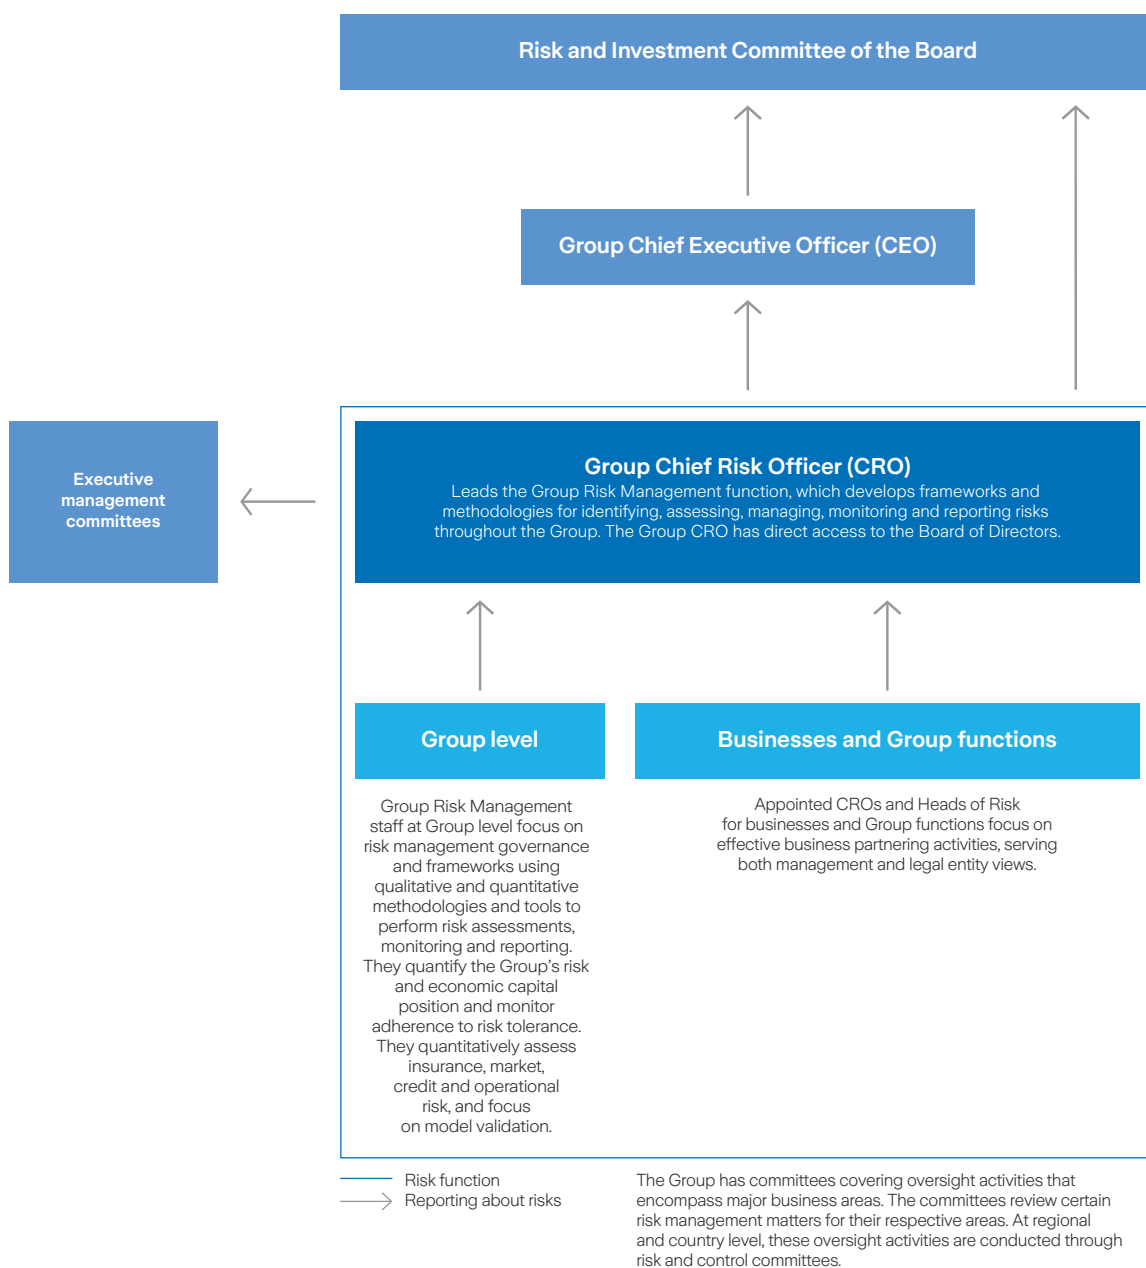 Risk and Investment Committee of the Board
Group Chief Executive Officer (CEO)
Executive
management
committees
Group Chief Risk Officer (CRO)
Leads the Group Risk Management function, which develops frameworks and
methodologies for identifying, assessing, managing, monitoring and reporting risks
throughout the Group. The Group CRO has direct access to the Board of Directors.
Group level
Group Risk Management
staff at Group level focus on
risk management governance
and frameworks using
qualitative and quantitative
methodologies and tools to
perform risk assessments,
monitoring and reporting.
They quantify the Group’s risk
and economic capital
position and monitor
adherence to risk tolerance.
They quantitatively assess
insurance, market,
credit and operational
risk, and focus
on model validation.
Businesses and Group functions
Appointed CROs and Heads of Risk
for businesses and Group functions focus on
effective business partnering activities, serving
both management and legal entity views.
Risk function
Reporting about risks
The Group has committees covering oversight activities that
encompass major business areas. The committees review certain
risk management matters for their respective areas. At regional
and country level, these oversight activities are conducted through
risk and control committees.